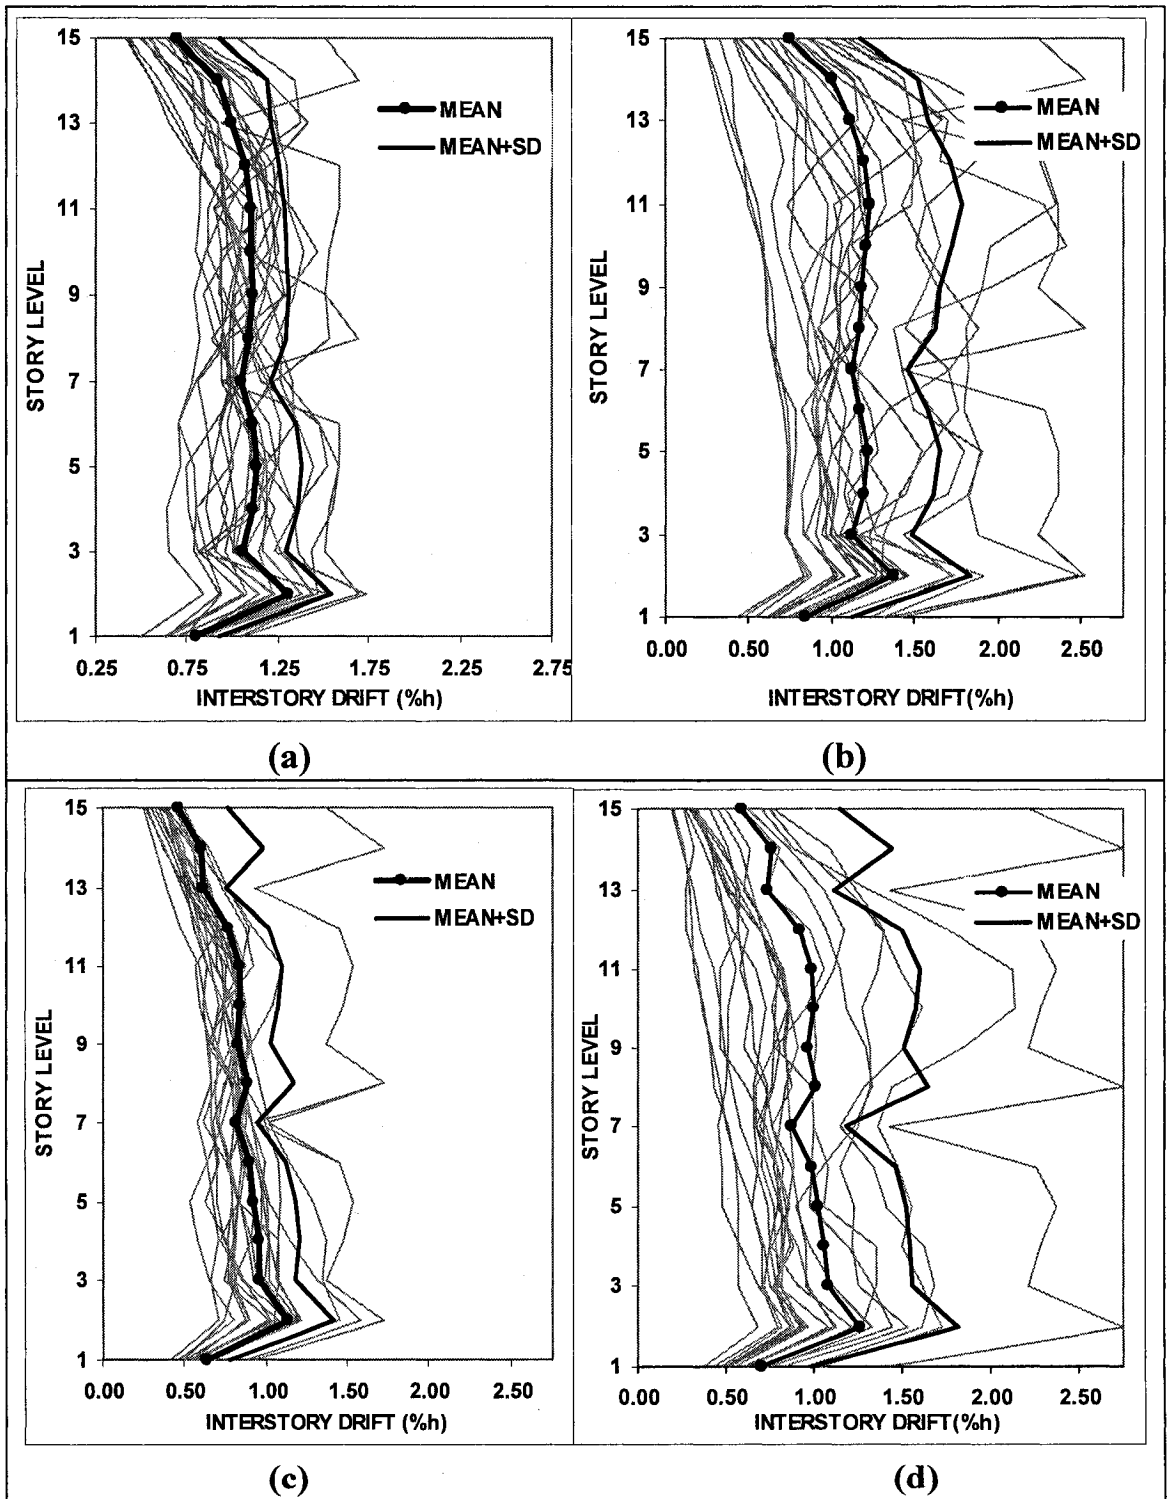 15
13
11
9
7
5
3
1
STORY LEVEL
MEAN
MEAN+SD
0.25 0.75 1.25 1.75 2.25 2.75
INTERSTORY DRIFT (%h)
(a)
15
13
11
9
7
5
3
1
STORY LEVEL
MEAN
MEAN+SD
0.00 0.50 1.00 1.50 2.00 2.50
INTERSTORY DRIFT(%h)
(b)
15
13
11
9
7
5
3
1
STORY LEVEL
MEAN
MEAN+SD
0.00 0.50 1.00 1.50 2.00 2.50
INTERSTORY DRIFT (%h)
(c)
15
13
11
9
7
5
3
1
STORY LEVEL
MEAN
MEAN+SD
0.00 0.50 1.00 1.50 2.00 2.50
INTERSTORY DRIFT(%h)
(d)